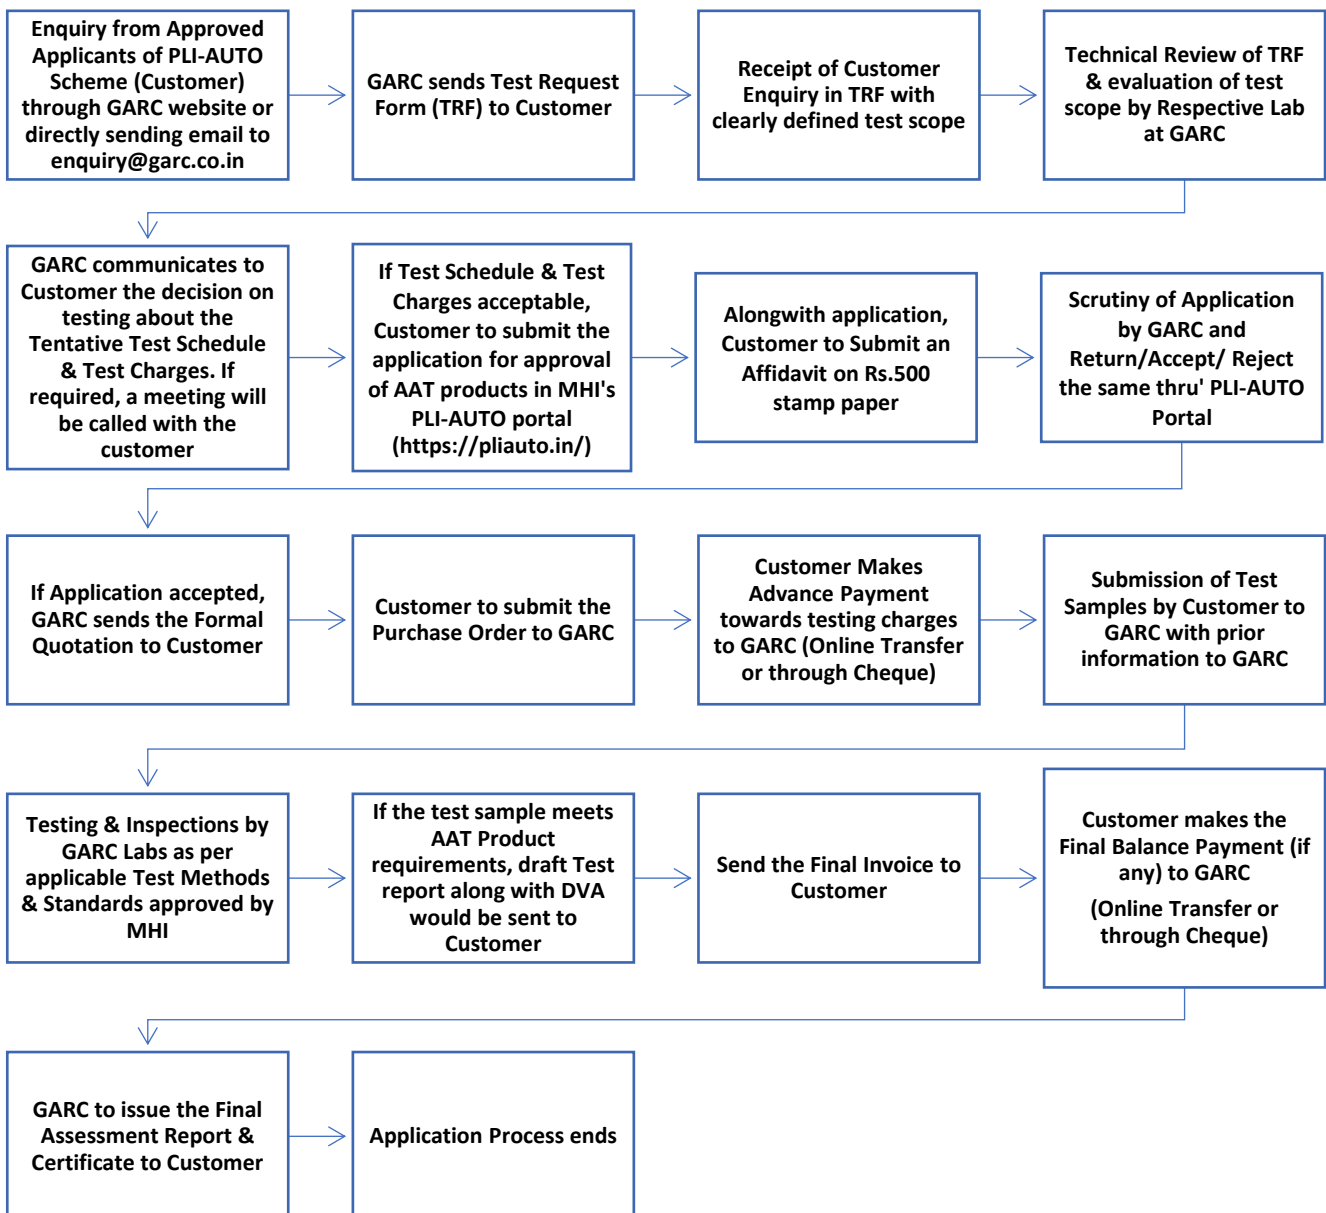 Enquiry from Approved
Applicants of PLI-AUTO
Scheme (Customer)
through GARC website or
directly sending email to
enquiry@garc.co.in
GARC sends Test Request
Form (TRF) to Customer
Receipt of Customer
Enquiry in TRF with
clearly defined test scope
Technical Review of TRF
& evaluation of test
scope by Respective Lab
at GARC
GARC communicates to
Customer the decision on
testing about the
Tentative Test Schedule
& Test Charges. If
required, a meeting will
be called with the
customer
If Test Schedule & Test
Charges acceptable,
Customer to submit the
application for approval
of AAT products in MHI's
PLI-AUTO portal
(https://pliauto.in/)
Alongwith application,
Customer to Submit an
Affidavit on Rs.500
stamp paper
Scrutiny of Application
by GARC and
Return/Accept/ Reject
the same thru' PLI-AUTO
Portal
If Application accepted,
GARC sends the Formal
Quotation to Customer
Customer to submit the
Purchase Order to GARC
Customer Makes
Advance Payment
towards testing charges
to GARC (Online Transfer
or through Cheque)
Submission of Test
Samples by Customer to
GARC with prior
information to GARC
Testing & Inspections by
GARC Labs as per
applicable Test Methods
& Standards approved by
MHI
If the test sample meets
AAT Product
requirements, draft Test
report along with DVA
would be sent to
Customer
Send the Final Invoice to
Customer
Customer makes the
Final Balance Payment (if
any) to GARC
(Online Transfer or
through Cheque)
GARC to issue the Final
Assessment Report &
Certificate to Customer
Application Process ends